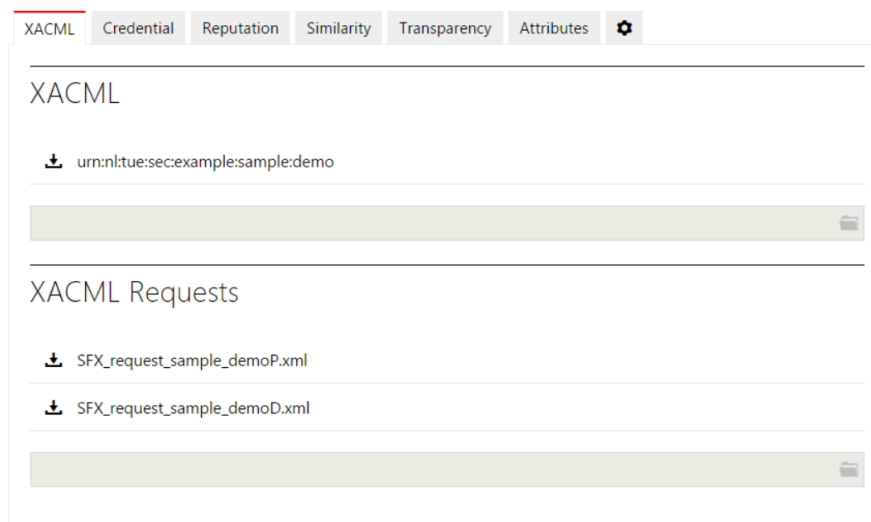 XACML Credential Reputation Similarity Transparency Attributes
XACML
urn:nl:tue:sec:example:sample:demo
XACML Requests
SFX_request_sample_demoP.xml
SFX_request_sample_demoD.xml